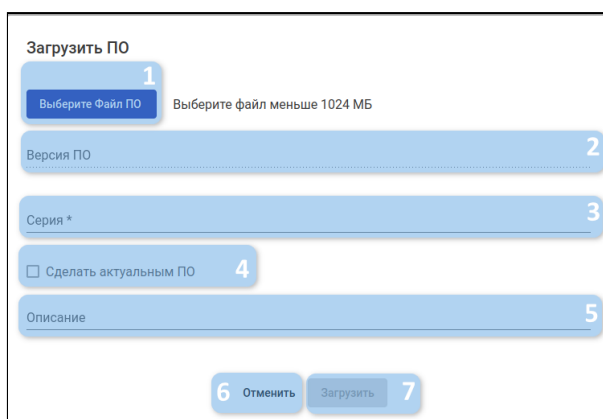 Загрузить ПО
1
Выберите Файл ПО Выберите файл меньше 1024 МБ
Версия ПО 2
Серия * 3
Сделать актуальным ПО 4
Описание 5
6 Отменить Загрузить 7